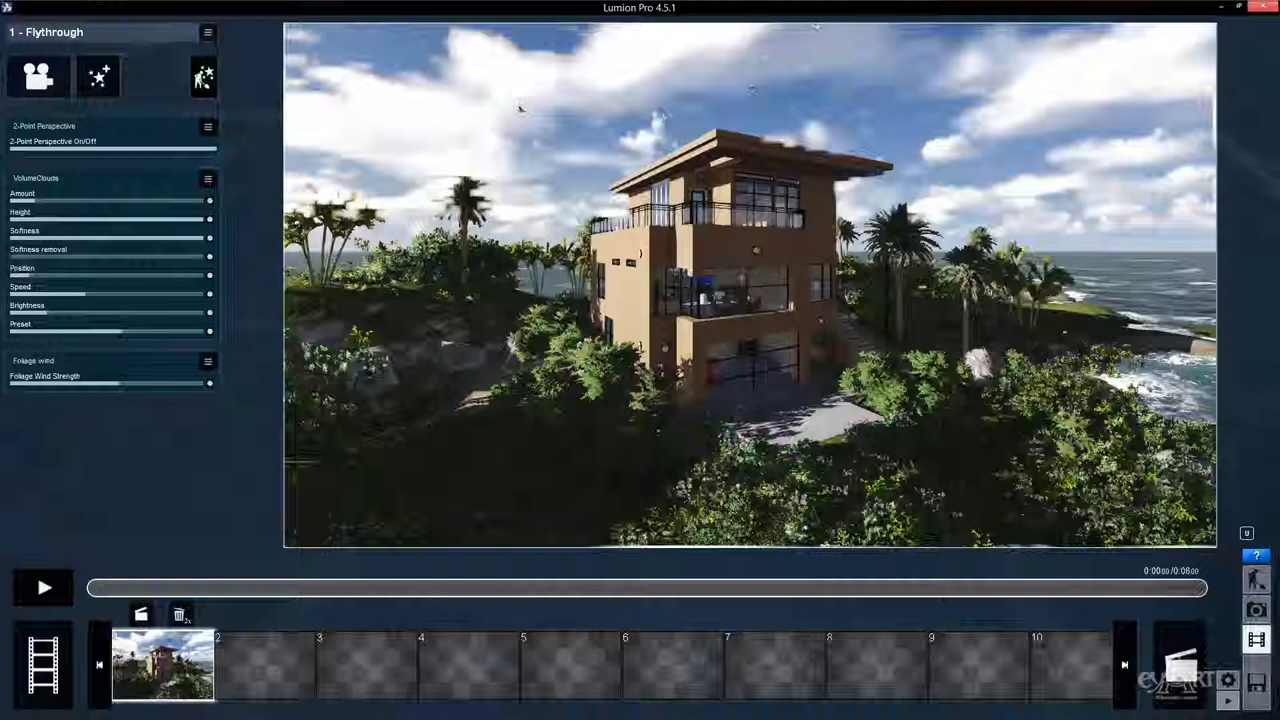 Lumion Pro 4.5.1
1 - Flythrough
2-Point Perspective
2-Point Perspective On/Off
VolumeClouds
Amount
Height
Softness
Softness removal
Position
Speed
Brightness
Preset
Foliage wind
Foliage Wind Strength
U
?
0:00:00/0:08:00
2x
1 2 3 4 5 6 7 8 9 10